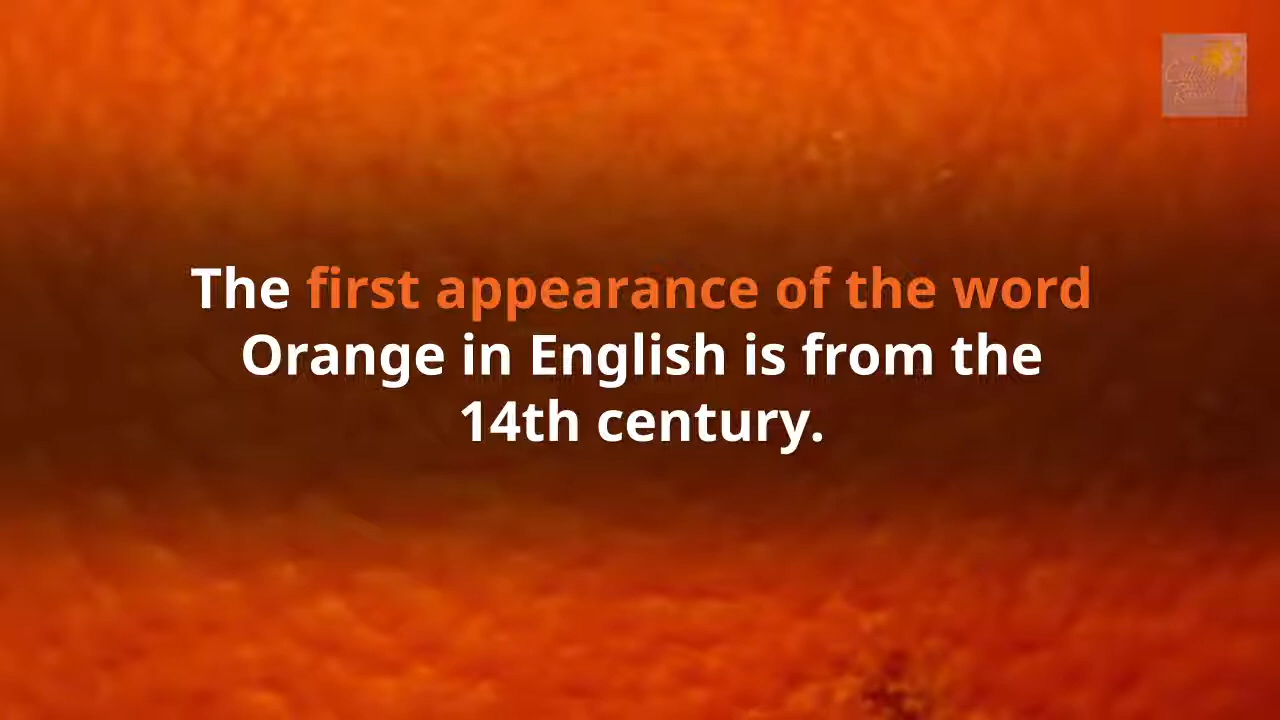 The first appearance of the word
Orange in English is from the
14th century.